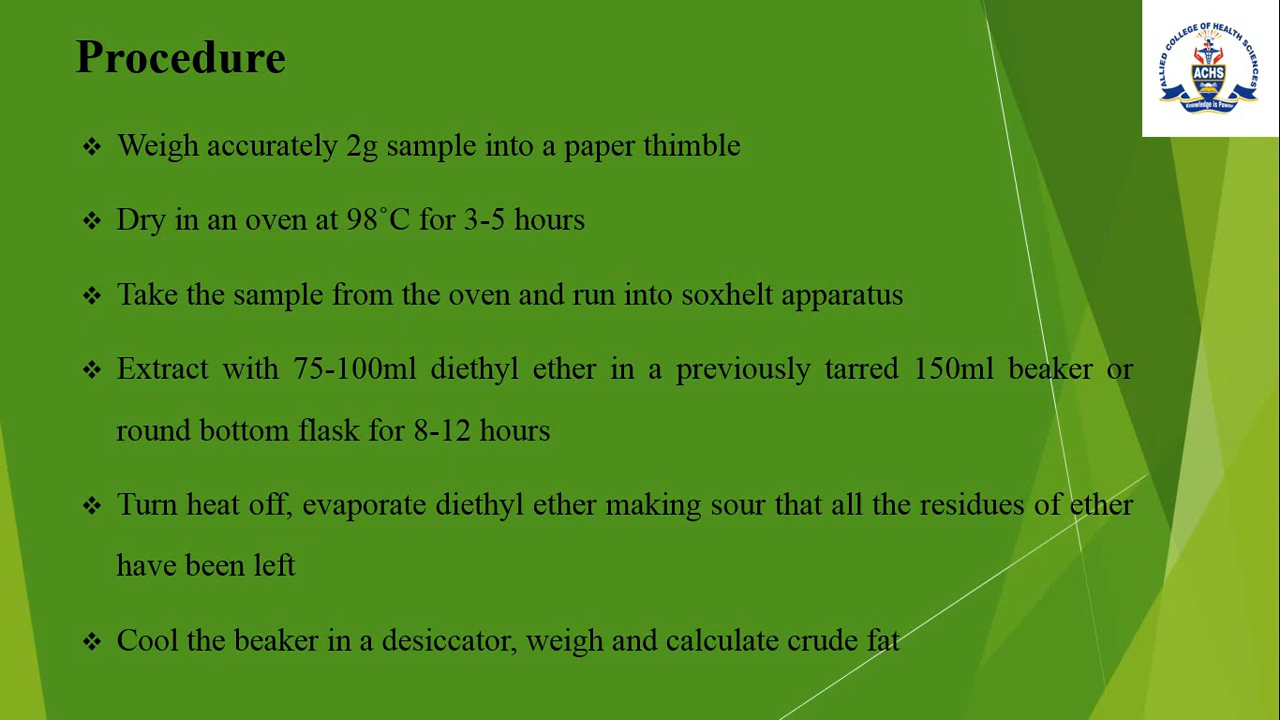 Procedure
ALLIED COLLEGE OF HEALTH SCIENCES
ACHS
Knowledge is Power
❖ Weigh accurately 2g sample into a paper thimble
❖ Dry in an oven at 98˚C for 3-5 hours
❖ Take the sample from the oven and run into soxhelt apparatus
❖ Extract with 75-100ml diethyl ether in a previously tarred 150ml beaker or
round bottom flask for 8-12 hours
❖ Turn heat off, evaporate diethyl ether making sour that all the residues of ether
have been left
❖ Cool the beaker in a desiccator, weigh and calculate crude fat